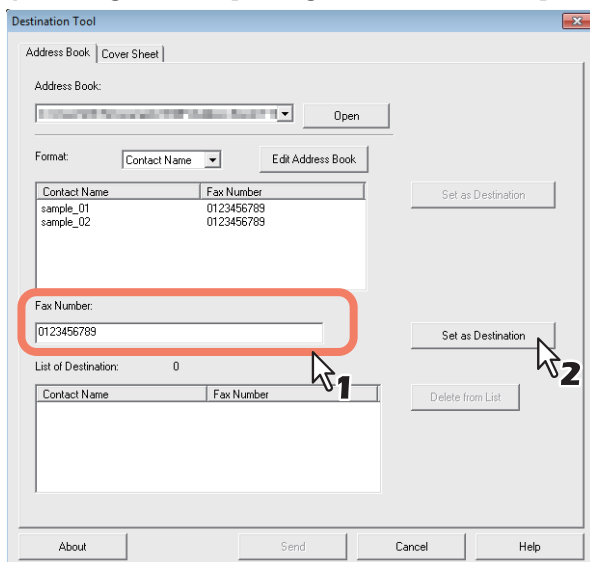 Destination Tool
Address Book Cover Sheet
Address Book:
Open
Format: Contact Name Edit Address Book
Contact Name Fax Number Set as Destination
sample_01 0123456789
sample_02 0123456789
Fax Number:
0123456789 Set as Destination
List of Destination: 0
1 2
Contact Name Fax Number Delete from List
About Send Cancel Help